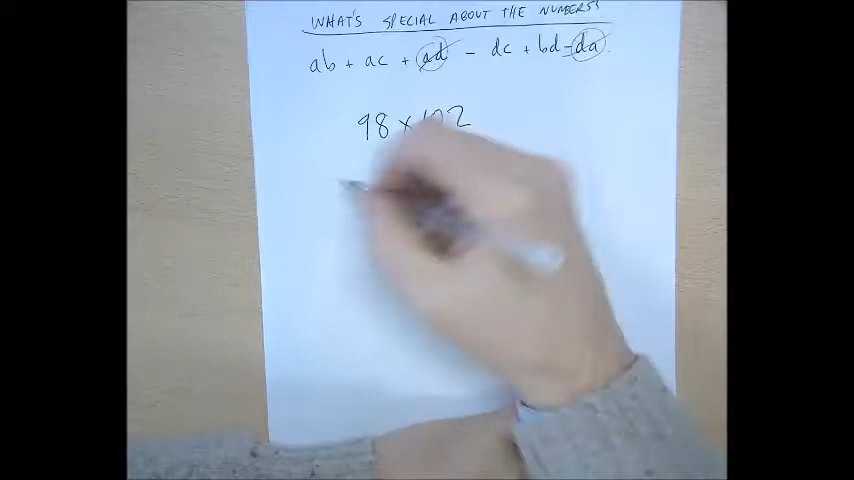 WHAT'S SPECIAL ABOUT THE NUMBERS?
ab + ac + ad - dc + bd - da
98 x 102